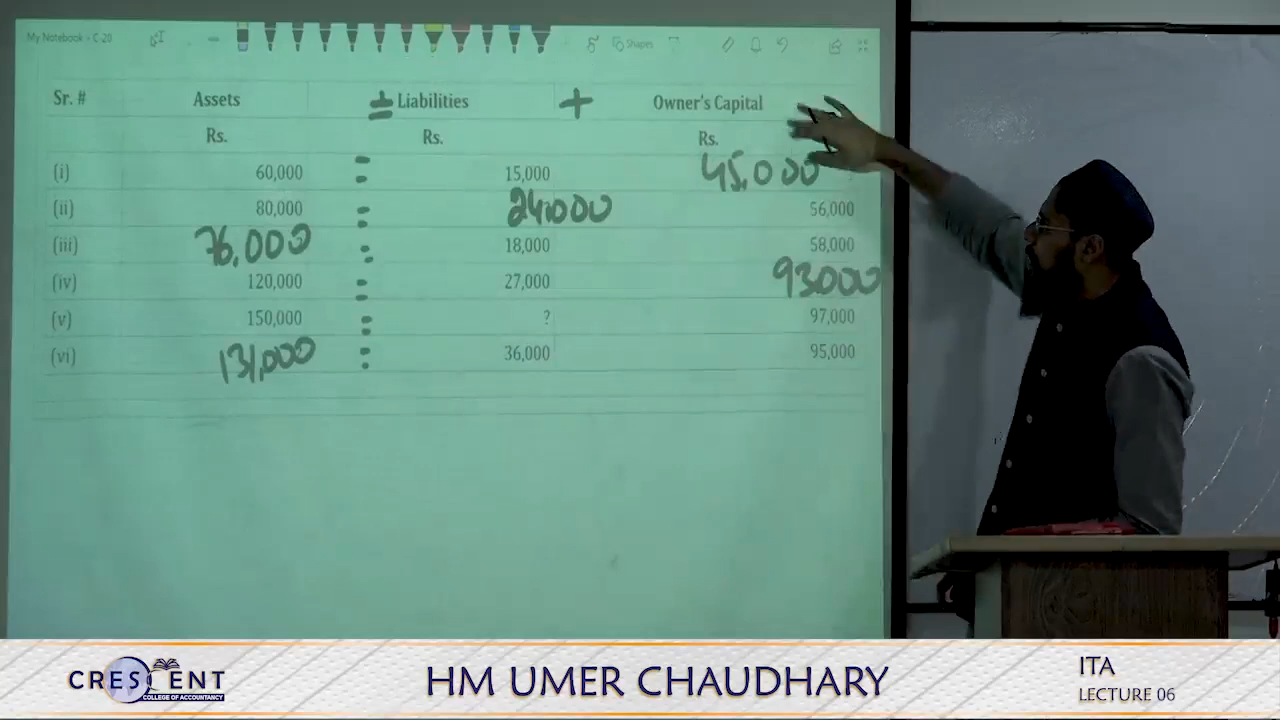 My Notebook - C-20
Shapes
Sr. # Assets = Liabilities + Owner's Capital
Rs. Rs. Rs.
(i) 60,000 = 15,000 45,000
(ii) 80,000 = 24,000 56,000
(iii) 76,000 = 18,000 58,000
(iv) 120,000 = 27,000 93000
(v) 150,000 = ? 97,000
(vi) 131,000 = 36,000 95,000
CRESCENT
COLLEGE OF ACCOUNTANCY
HM UMER CHAUDHARY
ITA
LECTURE 06